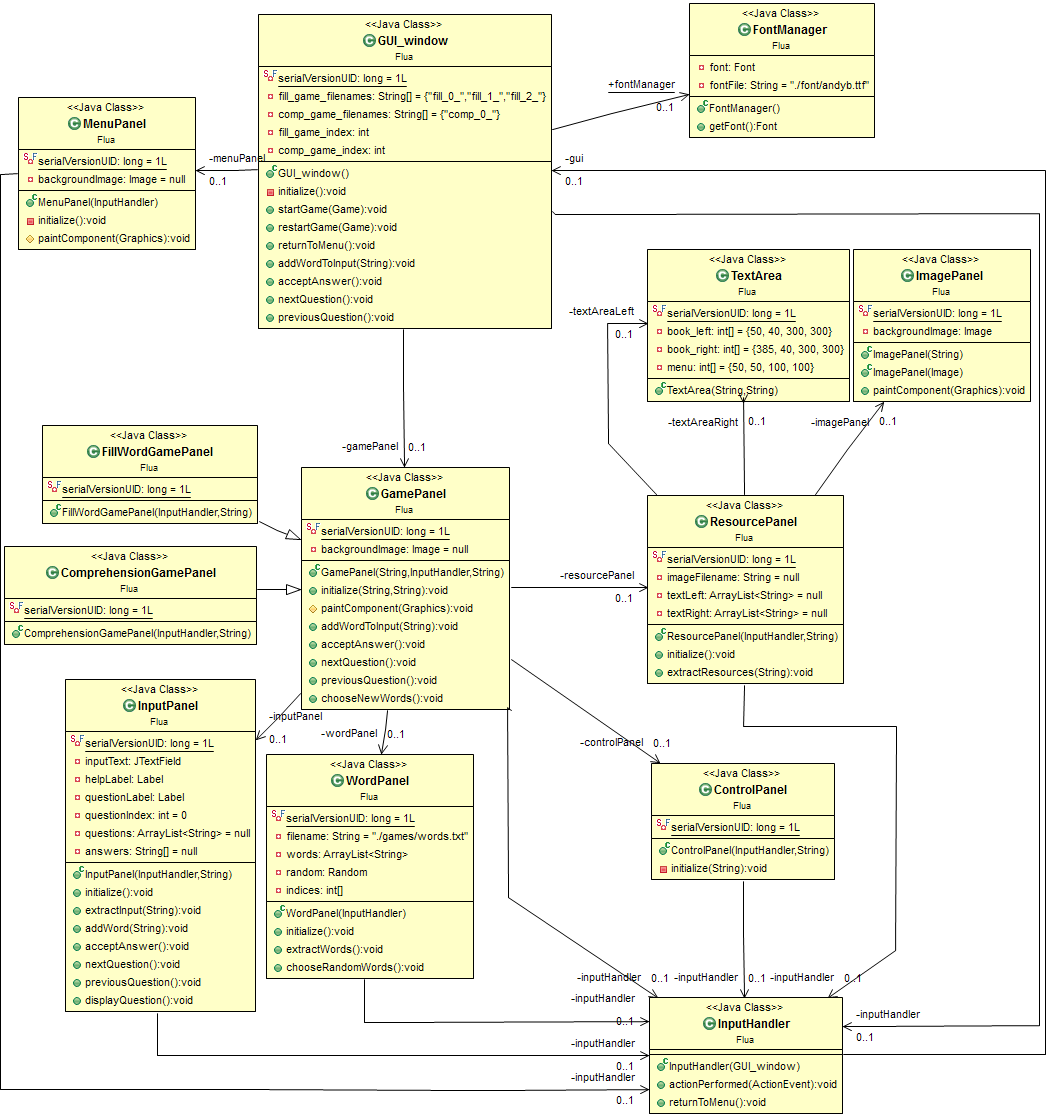 <<Java Class>>
GUI_window
Flua
serialVersionUID: long = 1L
fill_game_filenames: String[] = {"fill_0_","fill_1_","fill_2_"}
comp_game_filenames: String[] = {"comp_0_"}
fill_game_index: int
comp_game_index: int
GUI_window()
initialize():void
startGame(Game):void
restartGame(Game):void
returnToMenu():void
addWordToInput(String):void
acceptAnswer():void
nextQuestion():void
previousQuestion():void
<<Java Class>>
FontManager
Flua
font: Font
fontFile: String = "./font/andyb.ttf"
FontManager()
getFont():Font
+fontManager
0..1
<<Java Class>>
MenuPanel
Flua
serialVersionUID: long = 1L
backgroundImage: Image = null
MenuPanel(InputHandler)
initialize():void
paintComponent(Graphics):void
-menuPanel
0..1
-gui
0..1
<<Java Class>>
TextArea
Flua
serialVersionUID: long = 1L
book_left: int[] = {50, 40, 300, 300}
book_right: int[] = {385, 40, 300, 300}
menu: int[] = {50, 50, 100, 100}
TextArea(String,String)
<<Java Class>>
ImagePanel
Flua
serialVersionUID: long = 1L
backgroundImage: Image
ImagePanel(String)
ImagePanel(Image)
paintComponent(Graphics):void
-textAreaLeft
0..1
-textAreaRight
0..1
-imagePanel
0..1
-gamePanel
0..1
<<Java Class>>
FillWordGamePanel
Flua
serialVersionUID: long = 1L
FillWordGamePanel(InputHandler,String)
<<Java Class>>
GamePanel
Flua
serialVersionUID: long = 1L
backgroundImage: Image = null
GamePanel(String,InputHandler,String)
initialize(String,String):void
paintComponent(Graphics):void
addWordToInput(String):void
acceptAnswer():void
nextQuestion():void
previousQuestion():void
chooseNewWords():void
<<Java Class>>
ResourcePanel
Flua
serialVersionUID: long = 1L
imageFilename: String = null
textLeft: ArrayList<String> = null
textRight: ArrayList<String> = null
ResourcePanel(InputHandler,String)
initialize():void
extractResources(String):void
-resourcePanel
0..1
<<Java Class>>
ComprehensionGamePanel
Flua
serialVersionUID: long = 1L
ComprehensionGamePanel(InputHandler,String)
<<Java Class>>
InputPanel
Flua
serialVersionUID: long = 1L
inputText: JTextField
helpLabel: Label
questionLabel: Label
questionIndex: int = 0
questions: ArrayList<String> = null
answers: String[] = null
InputPanel(InputHandler,String)
initialize():void
extractInput(String):void
addWord(String):void
acceptAnswer():void
nextQuestion():void
previousQuestion():void
displayQuestion():void
-inputPanel
0..1
-wordPanel
0..1
<<Java Class>>
WordPanel
Flua
serialVersionUID: long = 1L
filename: String = "./games/words.txt"
words: ArrayList<String>
random: Random
indices: int[]
WordPanel(InputHandler)
initialize():void
extractWords():void
chooseRandomWords():void
-controlPanel
0..1
<<Java Class>>
ControlPanel
Flua
serialVersionUID: long = 1L
ControlPanel(InputHandler,String)
initialize(String):void
-inputHandler
0..1
-inputHandler
0..1
-inputHandler
0..1
-inputHandler
0..1
-inputHandler
0..1
-inputHandler
0..1
-inputHandler
0..1
<<Java Class>>
InputHandler
Flua
InputHandler(GUI_window)
actionPerformed(ActionEvent):void
returnToMenu():void